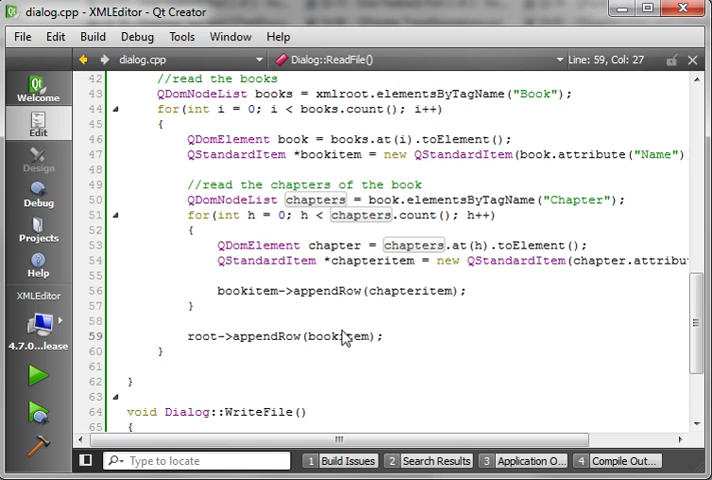 dialog.cpp - XMLEditor - Qt Creator
File Edit Build Debug Tools Window Help
dialog.cpp Dialog::ReadFile() Line: 59, Col: 27
Welcome
Edit
Design
Debug
Projects
Help
XMLEditor
4.7.0...lease
42 //read the books
43 QDomNodeList books = xmlroot.elementsByTagName("Book");
44 for(int i = 0; i < books.count(); i++)
45 {
46 QDomElement book = books.at(i).toElement();
47 QStandardItem *bookitem = new QStandardItem(book.attribute("Name")
48
49 //read the chapters of the book
50 QDomNodeList chapters = book.elementsByTagName("Chapter");
51 for(int h = 0; h < chapters.count(); h++)
52 {
53 QDomElement chapter = chapters.at(h).toElement();
54 QStandardItem *chapteritem = new QStandardItem(chapter.attribu
55
56 bookitem->appendRow(chapteritem);
57 }
58
59 root->appendRow(bookitem);
60 }
61
62 }
63
64 void Dialog::WriteFile()
65 {
Type to locate 1 Build Issues 2 Search Results 3 Application O... 4 Compile Out...